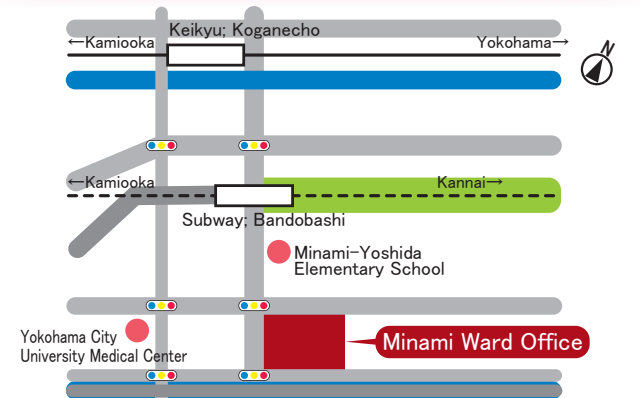 Keikyu; Koganecho
←Kamiooka
Yokohama→
N
←Kamiooka
Kannai→
Subway; Bandobashi
Minami-Yoshida
Elementary School
Yokohama City
University Medical Center
Minami Ward Office